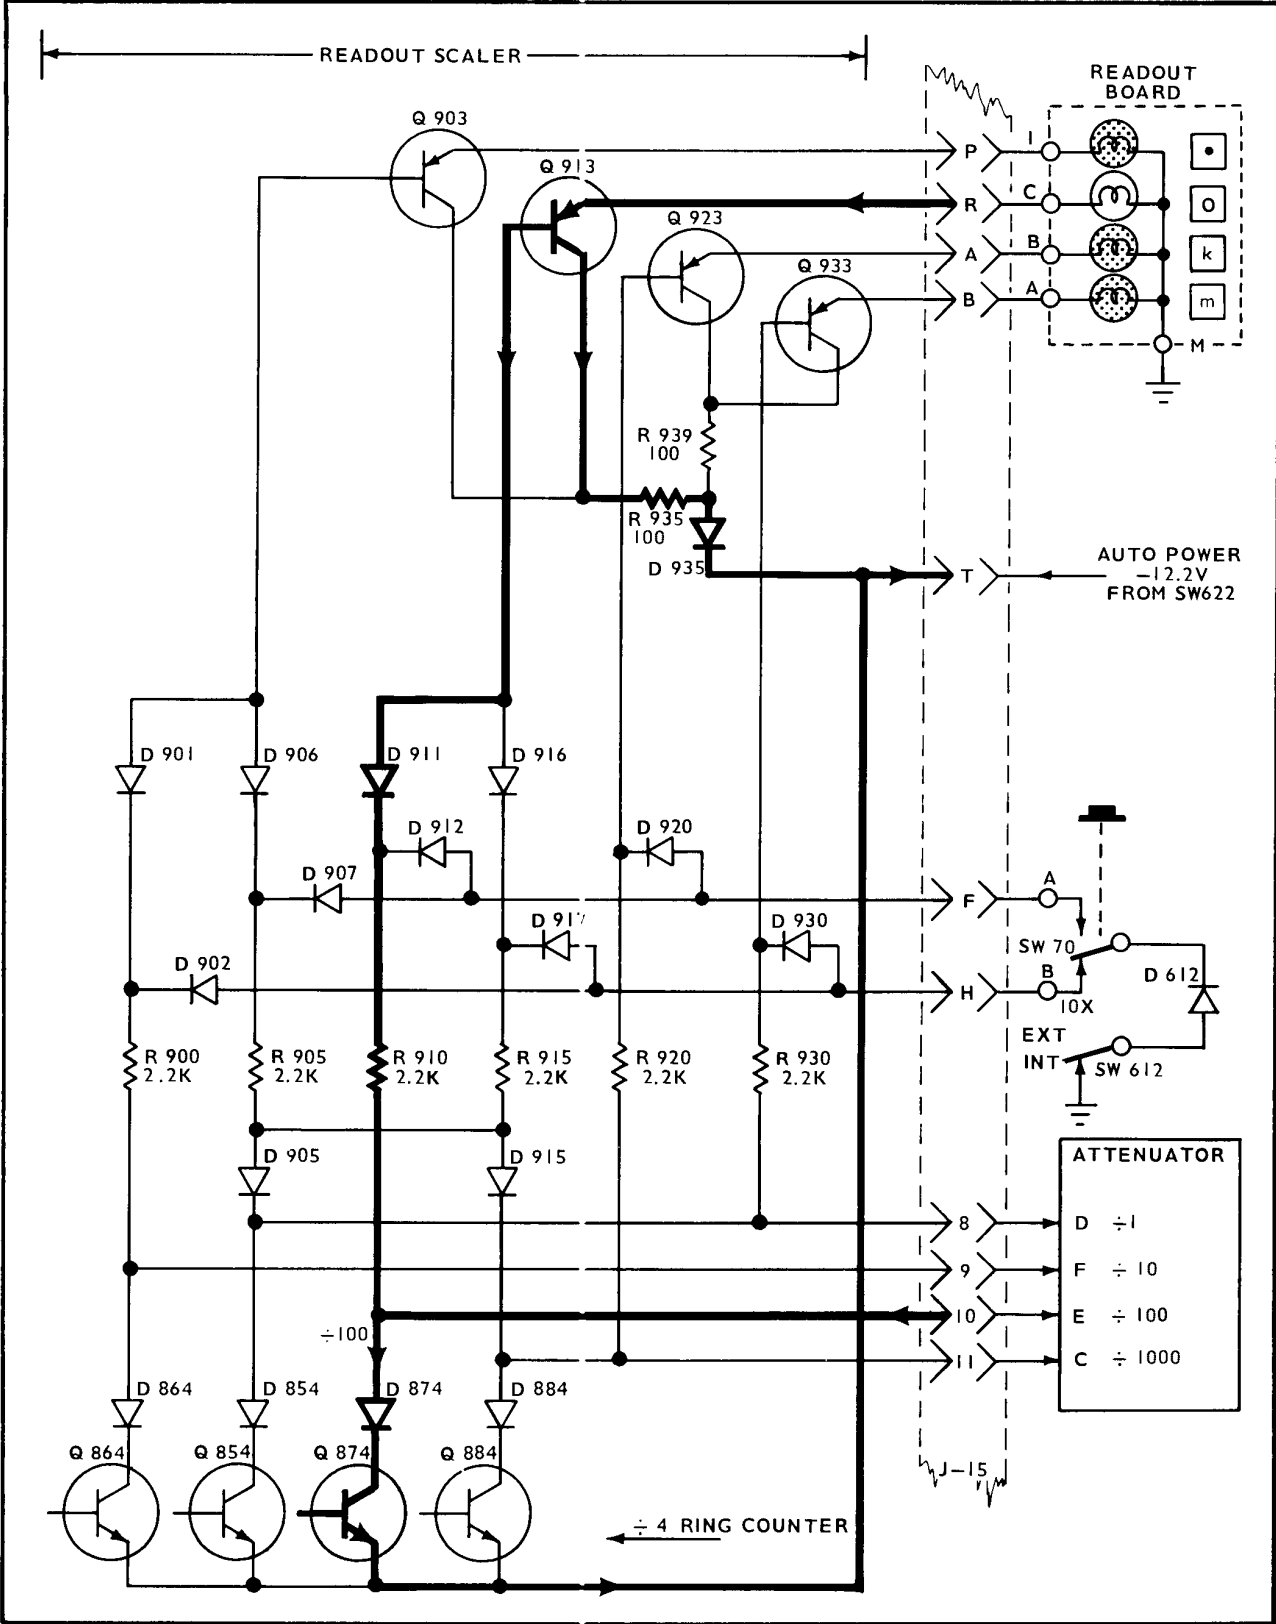 READOUT SCALER
READOUT
BOARD
Q 903
Q 913
Q 923
Q 933
P
I
R
C
O
A
B
k
B
A
m
M
R 939
100
R 935
100
D 935
T
AUTO POWER
-12.2V
FROM SW622
D 901
D 906
D 911
D 916
D 912
D 920
D 907
F
A
D 917
D 930
SW 70
D 902
H
B
10X
D 612
R 900
2.2K
R 905
2.2K
R 910
2.2K
R 915
2.2K
R 920
2.2K
R 930
2.2K
EXT
INT
SW 612
D 905
D 915
ATTENUATOR
8
D ÷1
9
F ÷ 10
10
E ÷ 100
÷100
11
C ÷ 1000
D 864
D 854
D 874
D 884
Q 864
Q 854
Q 874
Q 884
J-15
÷ 4 RING COUNTER